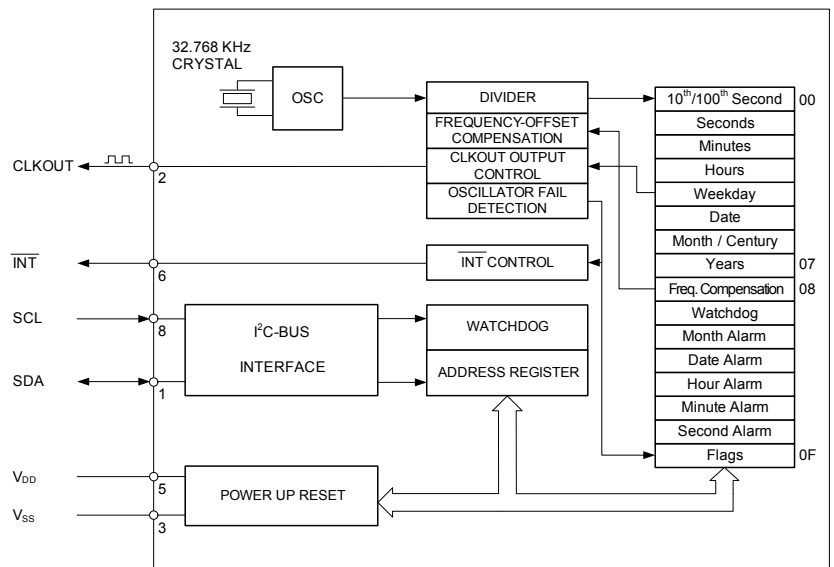 32.768 KHz
CRYSTAL
OSC
DIVIDER
FREQUENCY-OFFSET
COMPENSATION
CLKOUT OUTPUT
CONTROL
OSCILLATOR FAIL
DETECTION
CLKOUT
2
INT
6
INT CONTROL
SCL
8
SDA
1
I²C-BUS
INTERFACE
WATCHDOG
ADDRESS REGISTER
VDD
5
VSS
3
POWER UP RESET
10th/100th Second 00
Seconds
Minutes
Hours
Weekday
Date
Month / Century
Years 07
Freq. Compensation 08
Watchdog
Month Alarm
Date Alarm
Hour Alarm
Minute Alarm
Second Alarm
Flags 0F